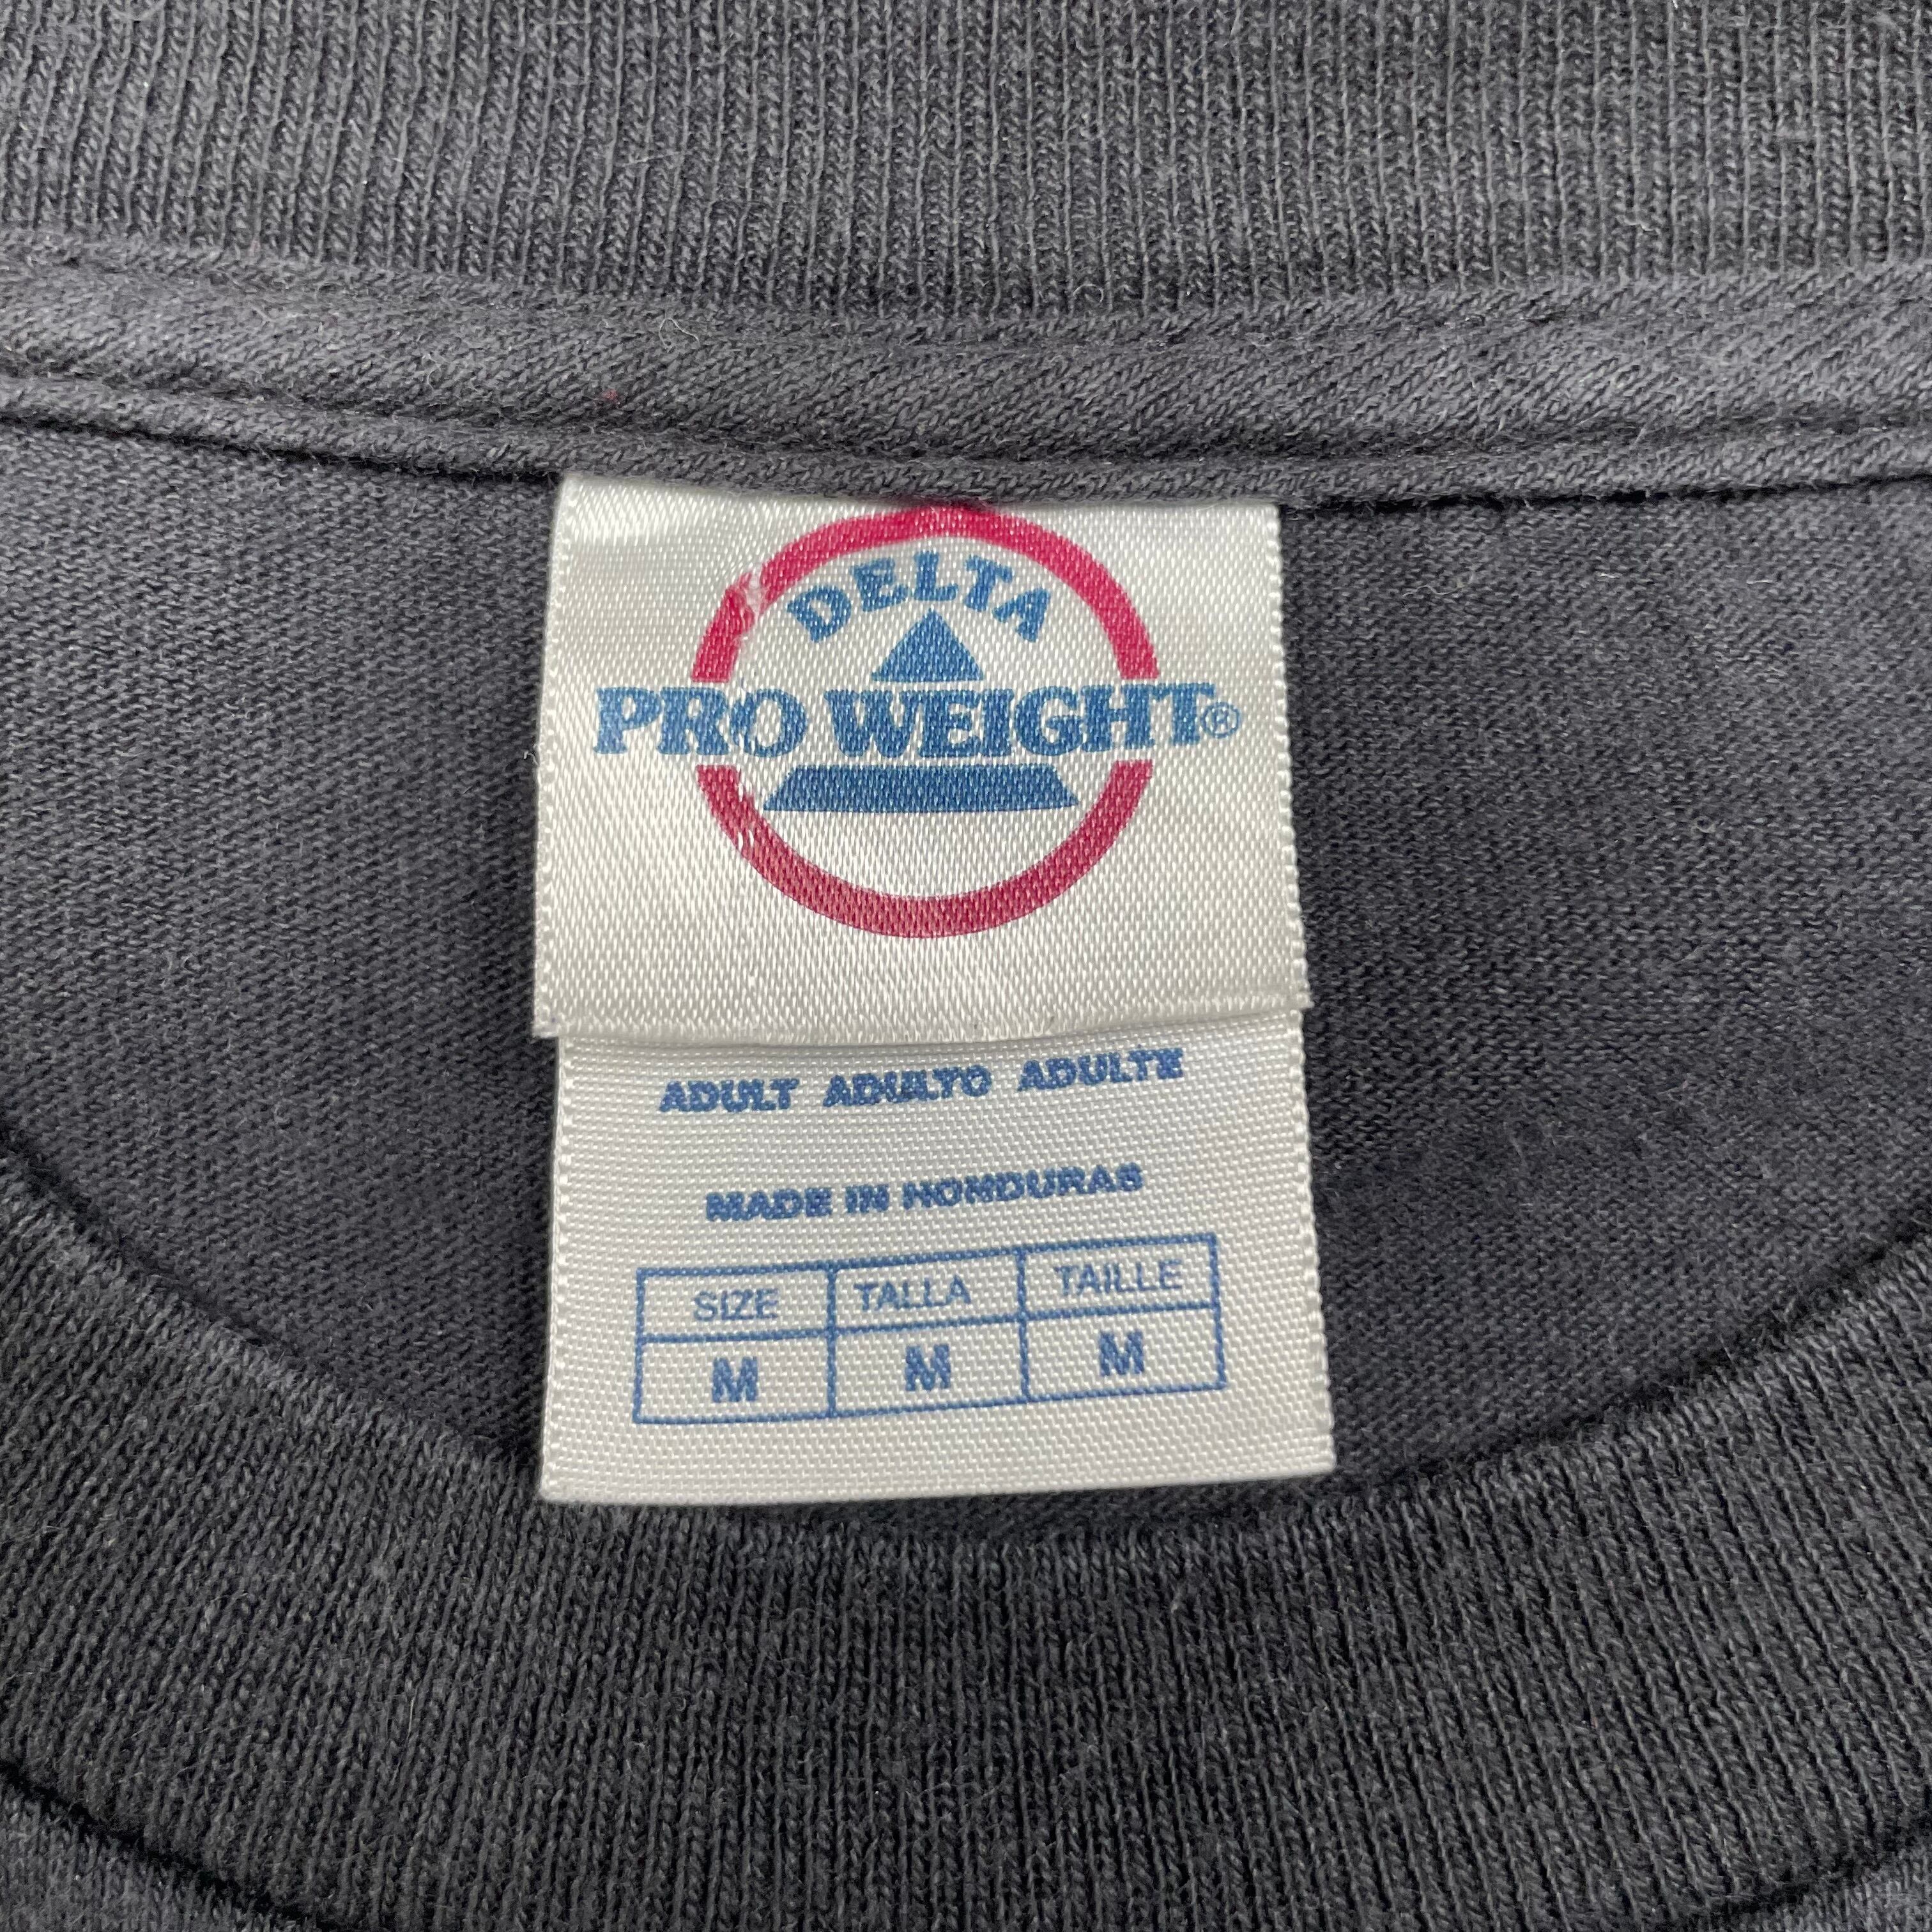 DELTA
PRO WEIGHT®
ADULT ADULTO ADULTE
MADE IN HONDURAS
SIZE TALLA TAILLE
M M M